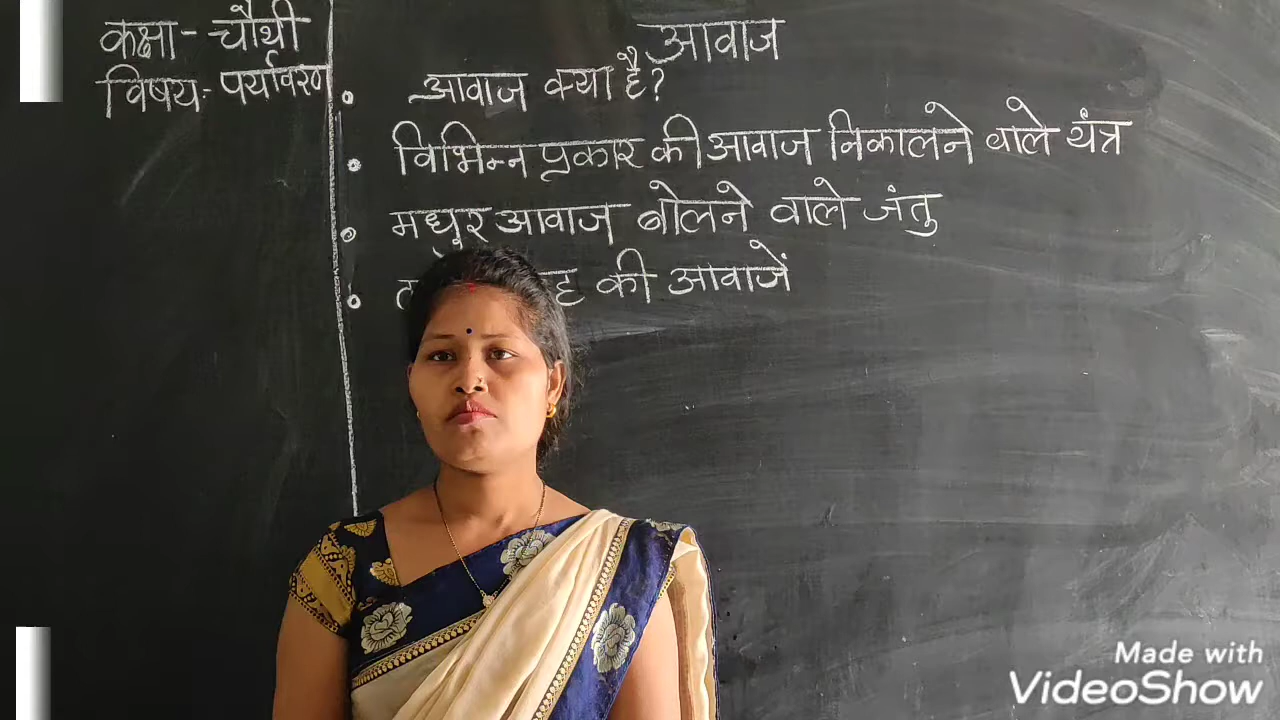 कक्षा - चौथी
विषय:- पर्यावरण
आवाज
आवाज क्या है?
विभिन्न प्रकार की आवाज निकालने वाले यंत्र
मधुर आवाज बोलने वाले जंतु
की आवाजें
Made with
VideoShow